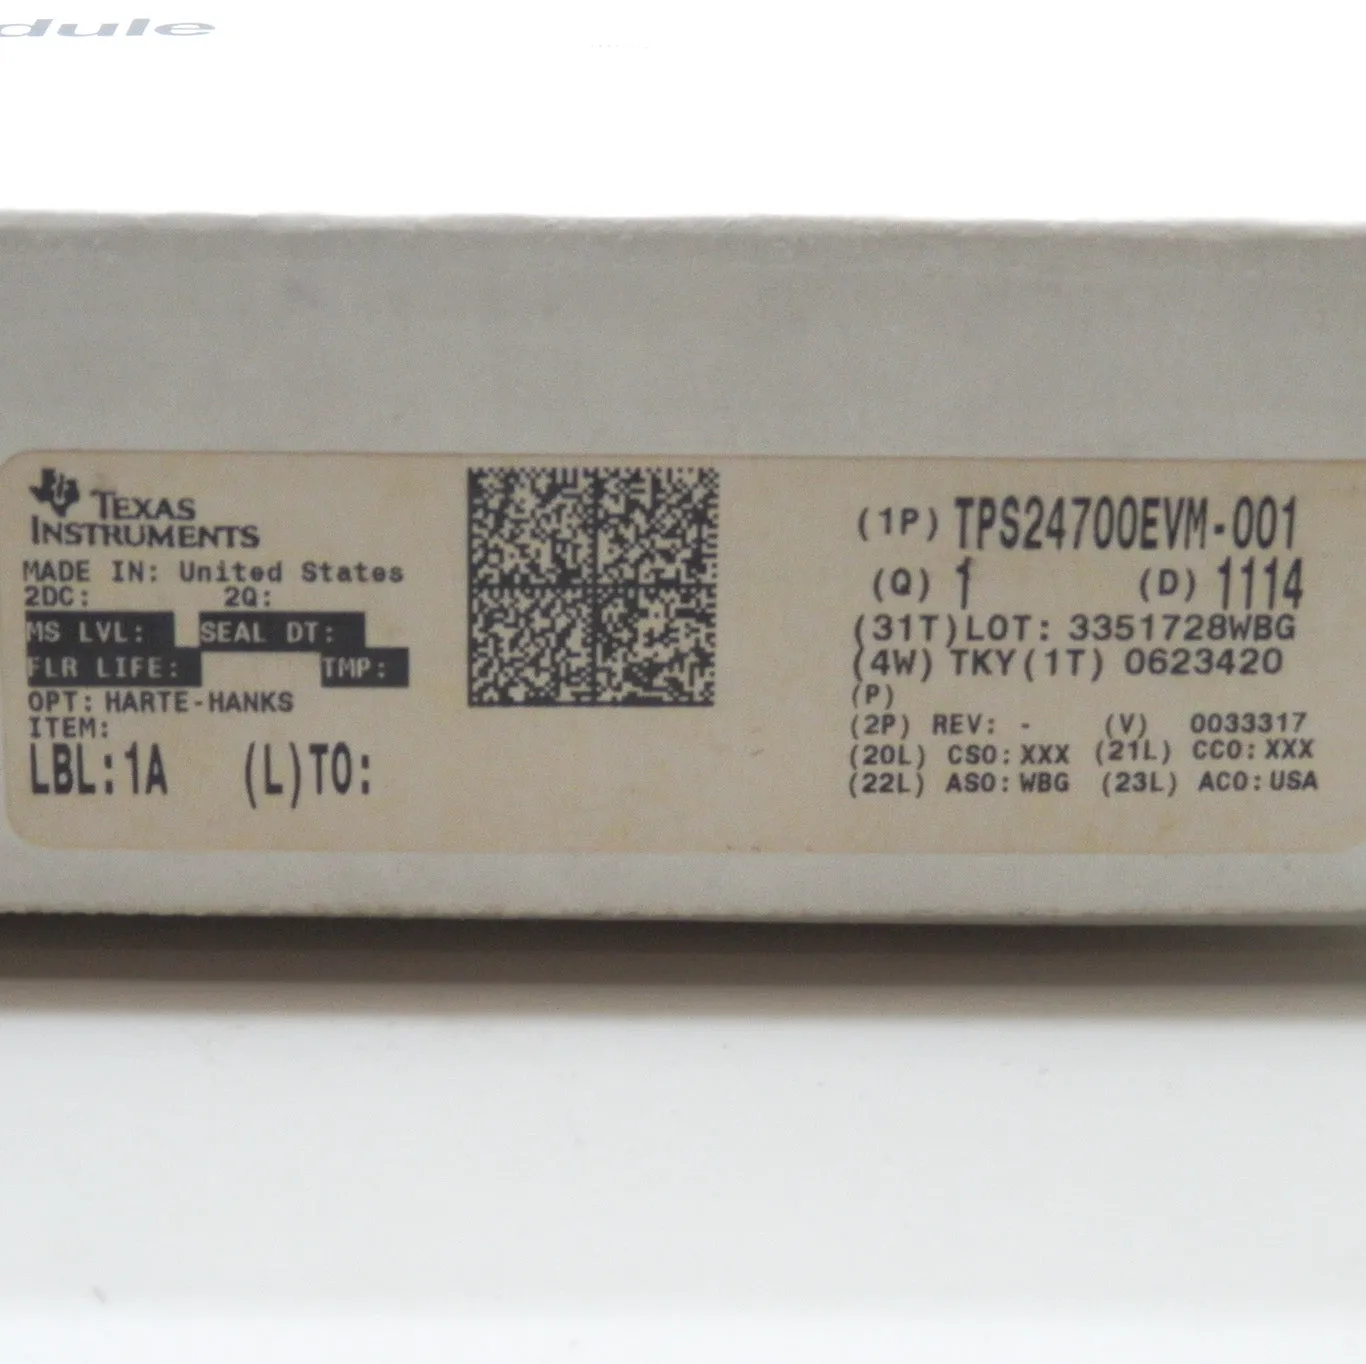 dule
TEXAS
INSTRUMENTS
MADE IN: United States
2DC: 2Q:
MS LVL: SEAL DT:
FLR LIFE: TMP:
OPT: HARTE-HANKS
ITEM:
LBL:1A (L)TO:
(1P) TPS24700EVM-001
(Q) 1 (D) 1114
(31T)LOT: 3351728WBG
(4W) TKY(1T) 0623420
(P)
(2P) REV: - (V) 0033317
(20L) CSO:XXX (21L) CCO:XXX
(22L) ASO:WBG (23L) ACO:USA